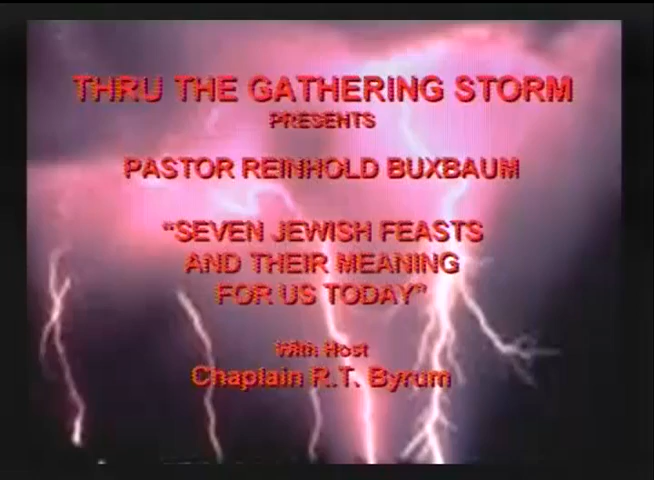 THRU THE GATHERING STORM
PRESENTS
PASTOR REINHOLD BUXBAUM
"SEVEN JEWISH FEASTS
AND THEIR MEANING
FOR US TODAY"
With Host
Chaplain R.T. Byrum